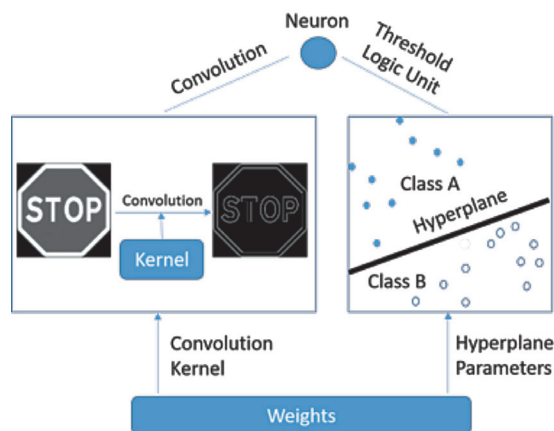 Neuron
Convolution
Threshold
Logic Unit
STOP
Convolution
STOP
Kernel
Class A
Hyperplane
Class B
Convolution
Kernel
Hyperplane
Parameters
Weights